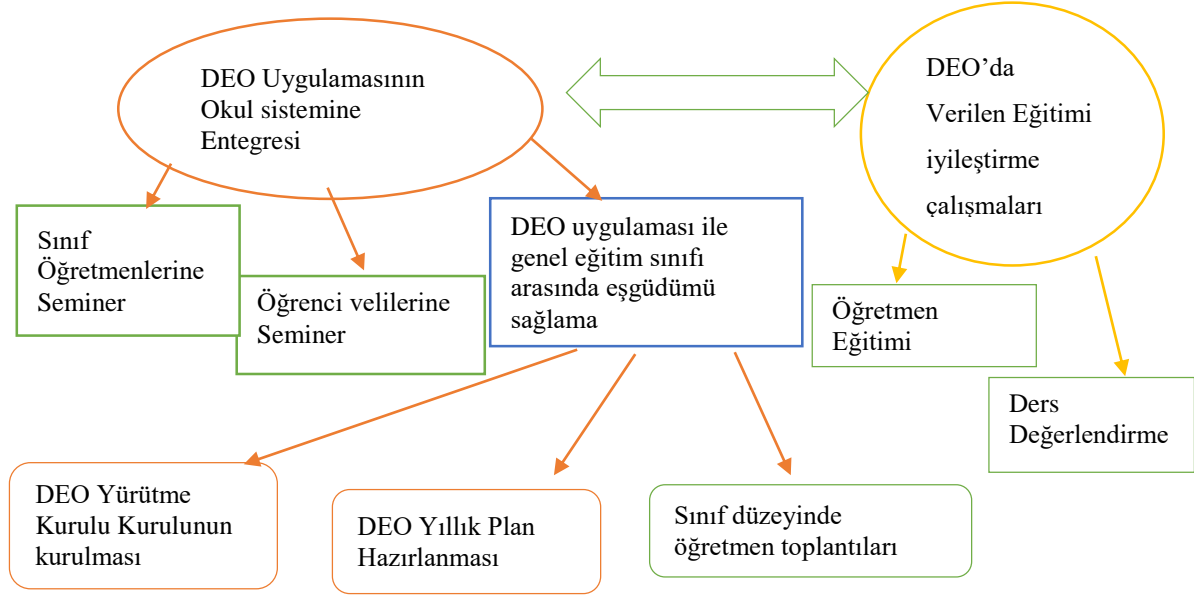 DEO Uygulamasının
Okul sistemine
Entegresi
DEO’da
Verilen Eğitimi
iyileştirme
çalışmaları
Sınıf
Öğretmenlerine
Seminer
Öğrenci velilerine
Seminer
DEO uygulaması ile
genel eğitim sınıfı
arasında eşgüdümü
sağlama
Öğretmen
Eğitimi
Ders
Değerlendirme
DEO Yürütme
Kurulu Kurulunun
kurulması
DEO Yıllık Plan
Hazırlanması
Sınıf düzeyinde
öğretmen toplantıları